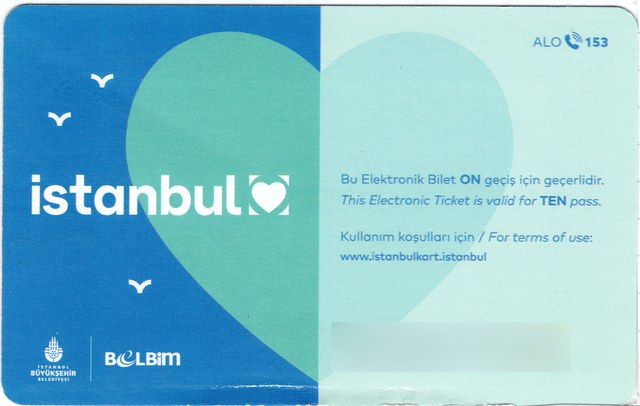 ALO 153
istanbul
Bu Elektronik Bilet ON geçiş için geçerlidir.
This Electronic Ticket is valid for TEN pass.
Kullanım koşulları için / For terms of use:
www.istanbulkart.istanbul
İSTANBUL
BÜYÜKŞEHİR
BELEDİYESİ
BELBiM